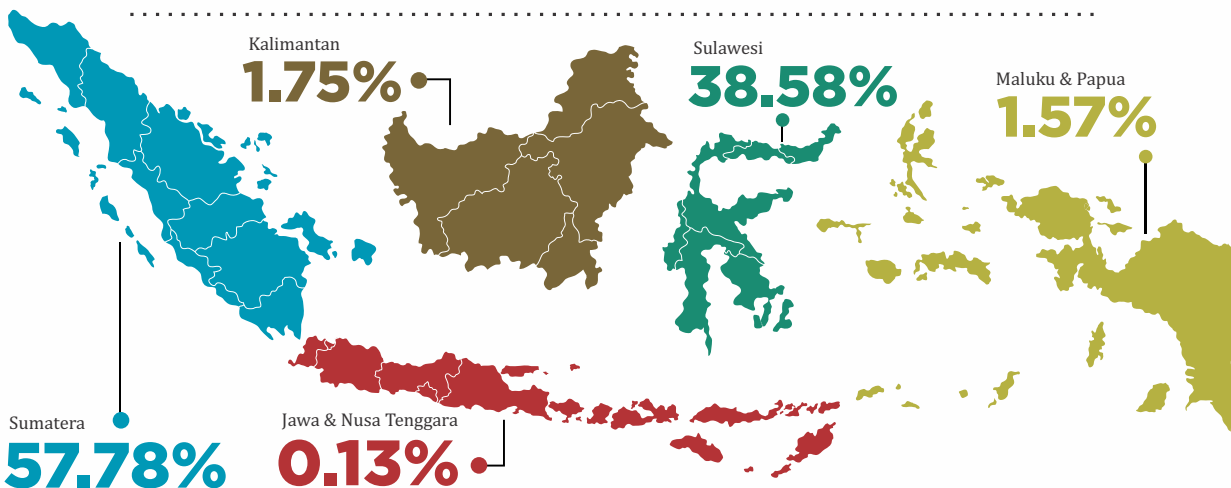 Kalimantan
1.75%
Sulawesi
38.58%
Maluku & Papua
1.57%
Sumatera
57.78%
Jawa & Nusa Tenggara
0.13%